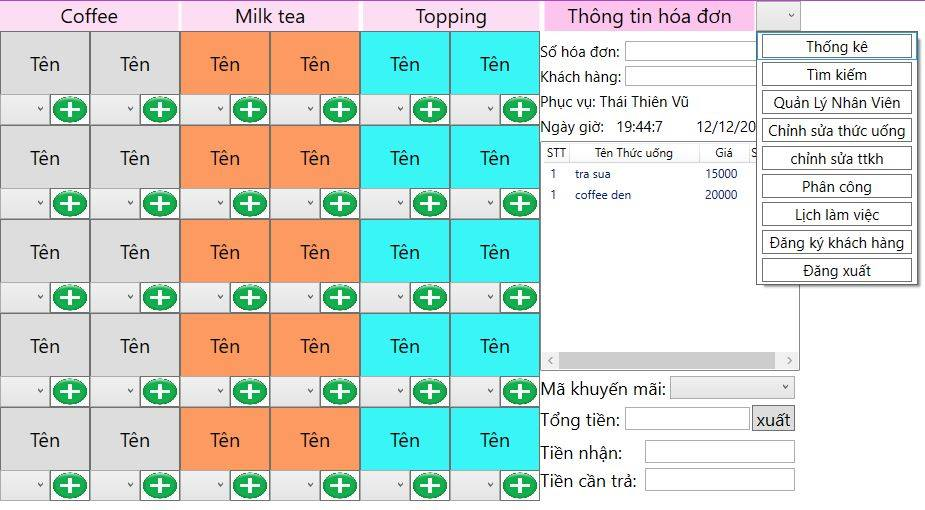 Coffee Milk tea Topping Thông tin hóa đơn
Tên Tên Tên Tên Tên Tên
Tên Tên Tên Tên Tên Tên
Tên Tên Tên Tên Tên Tên
Tên Tên Tên Tên Tên Tên
Tên Tên Tên Tên Tên Tên
Số hóa đơn:
Khách hàng:
Phục vụ: Thái Thiên Vũ
Ngày giờ: 19:44:7 12/12/20
STT Tên Thức uống Giá S
1 tra sua 15000
1 coffee den 20000
Mã khuyến mãi:
Tổng tiền: xuất
Tiền nhận:
Tiền cần trả:
Thống kê
Tìm kiếm
Quản Lý Nhân Viên
Chỉnh sửa thức uống
chỉnh sửa ttkh
Phân công
Lịch làm việc
Đăng ký khách hàng
Đăng xuất